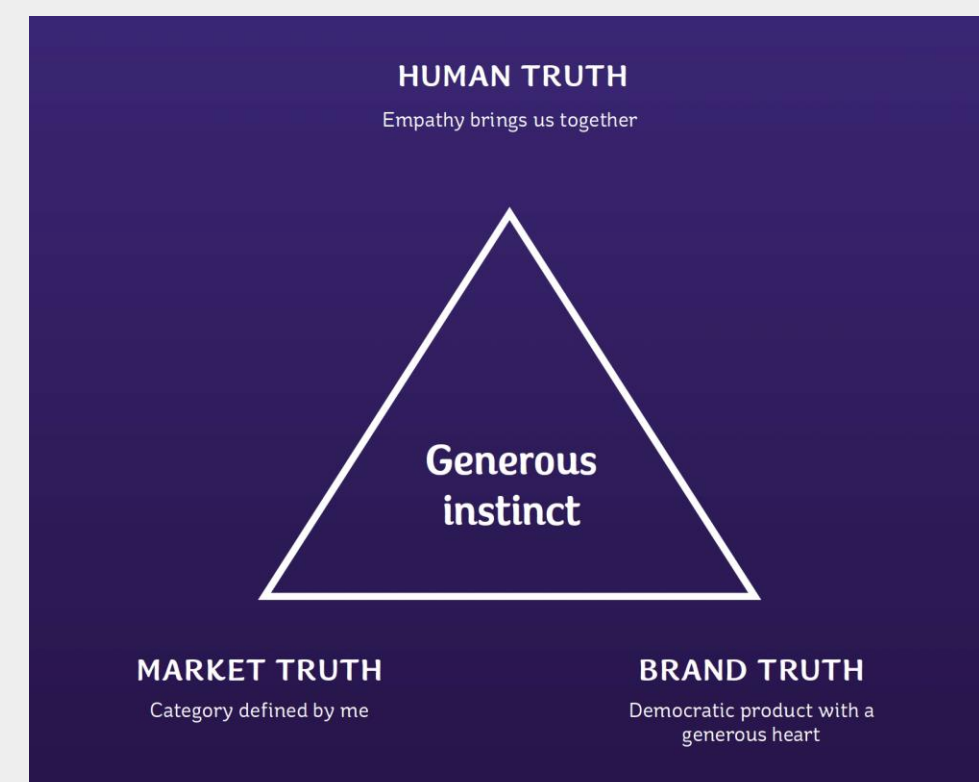 HUMAN TRUTH
Empathy brings us together
Generous
instinct
MARKET TRUTH
Category defined by me
BRAND TRUTH
Democratic product with a
generous heart